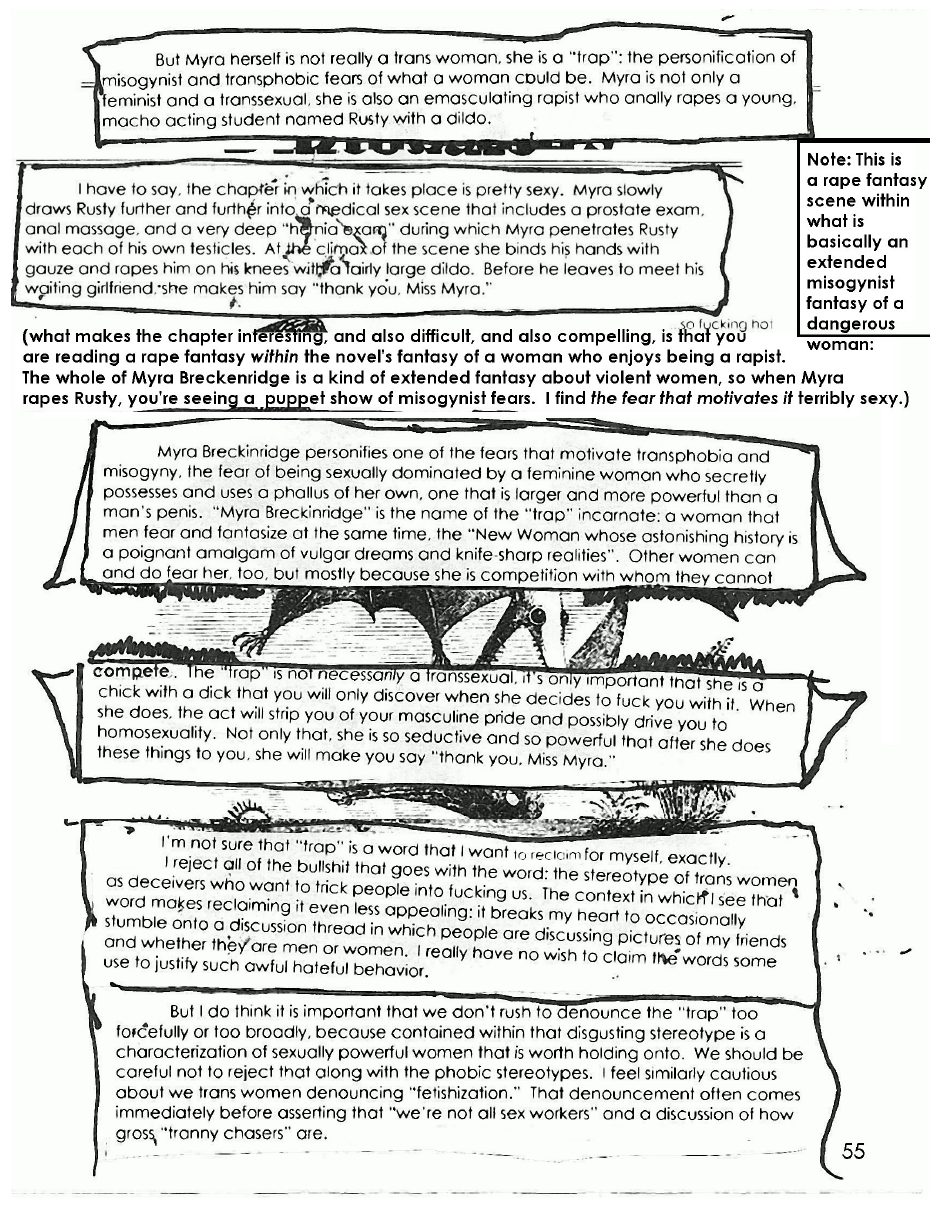 But Myra herself is not really a trans woman, she is a "trap": the personification of
misogynist and transphobic fears of what a woman could be. Myra is not only a
feminist and a transsexual, she is also an emasculating rapist who anally rapes a young,
macho acting student named Rusty with a dildo.
Note: This is
a rape fantasy
scene within
what is
basically an
extended
misogynist
fantasy of a
dangerous
woman:
I have to say, the chapter in which it takes place is pretty sexy. Myra slowly
draws Rusty further and further into a medical sex scene that includes a prostate exam,
anal massage, and a very deep "hernia exam" during which Myra penetrates Rusty
with each of his own testicles. At the climax of the scene she binds his hands with
gauze and rapes him on his knees with a fairly large dildo. Before he leaves to meet his
waiting girlfriend, she makes him say "thank you, Miss Myra."
so fucking hot
(what makes the chapter interesting, and also difficult, and also compelling, is that you
are reading a rape fantasy within the novel's fantasy of a woman who enjoys being a rapist.
The whole of Myra Breckenridge is a kind of extended fantasy about violent women, so when Myra
rapes Rusty, you're seeing a puppet show of misogynist fears. I find the fear that motivates it terribly sexy.)
Myra Breckinridge personifies one of the fears that motivate transphobia and
misogyny, the fear of being sexually dominated by a feminine woman who secretly
possesses and uses a phallus of her own, one that is larger and more powerful than a
man's penis. "Myra Breckinridge" is the name of the "trap" incarnate: a woman that
men fear and fantasize at the same time, the "New Woman whose astonishing history is
a poignant amalgam of vulgar dreams and knife-sharp realities". Other women can
and do fear her, too, but mostly because she is competition with whom they cannot
compete. The "trap" is not necessarily a transsexual, it's only important that she is a
chick with a dick that you will only discover when she decides to fuck you with it. When
she does, the act will strip you of your masculine pride and possibly drive you to
homosexuality. Not only that, she is so seductive and so powerful that after she does
these things to you, she will make you say "thank you, Miss Myra."
I'm not sure that "trap" is a word that I want to reclaim for myself, exactly.
I reject all of the bullshit that goes with the word: the stereotype of trans women
as deceivers who want to trick people into fucking us. The context in which I see that
word makes reclaiming it even less appealing: it breaks my heart to occasionally
stumble onto a discussion thread in which people are discussing pictures of my friends
and whether they are men or women. I really have no wish to claim the words some
use to justify such awful hateful behavior.
But I do think it is important that we don't rush to denounce the "trap" too
forcefully or too broadly, because contained within that disgusting stereotype is a
characterization of sexually powerful women that is worth holding onto. We should be
careful not to reject that along with the phobic stereotypes. I feel similarly cautious
about we trans women denouncing "fetishization." That denouncement often comes
immediately before asserting that "we're not all sex workers" and a discussion of how
gross "tranny chasers" are.
55